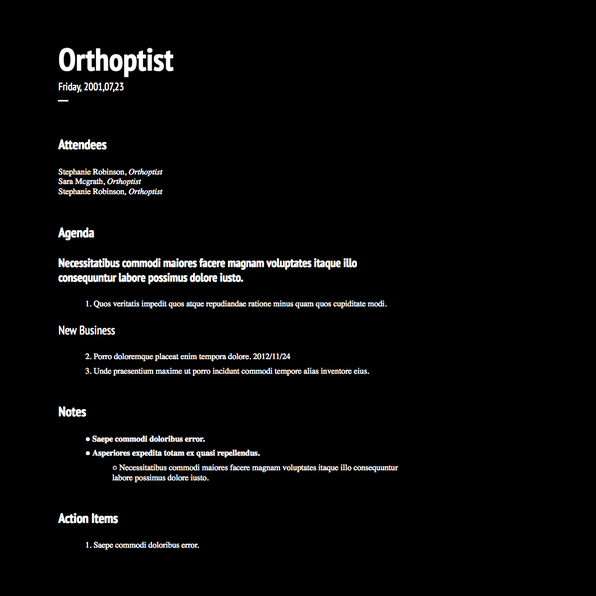 Orthoptist
Friday, 2001,07,23
Attendees
Stephanie Robinson, Orthoptist
Sara Mcgrath, Orthoptist
Stephanie Robinson, Orthoptist
Agenda
Necessitatibus commodi maiores facere magnam voluptates itaque illo
consequuntur labore possimus dolore iusto.
1. Quos veritatis impedit quos atque repudiandae ratione minus quam quos cupiditate modi.
New Business
2. Porro doloremque placeat enim tempora dolore. 2012/11/24
3. Unde praesentium maxime ut porro incidunt commodi tempore alias inventore eius.
Notes
● Saepe commodi doloribus error.
● Asperiores expedita totam ex quasi repellendus.
○ Necessitatibus commodi maiores facere magnam voluptates itaque illo consequuntur
labore possimus dolore iusto.
Action Items
1. Saepe commodi doloribus error.